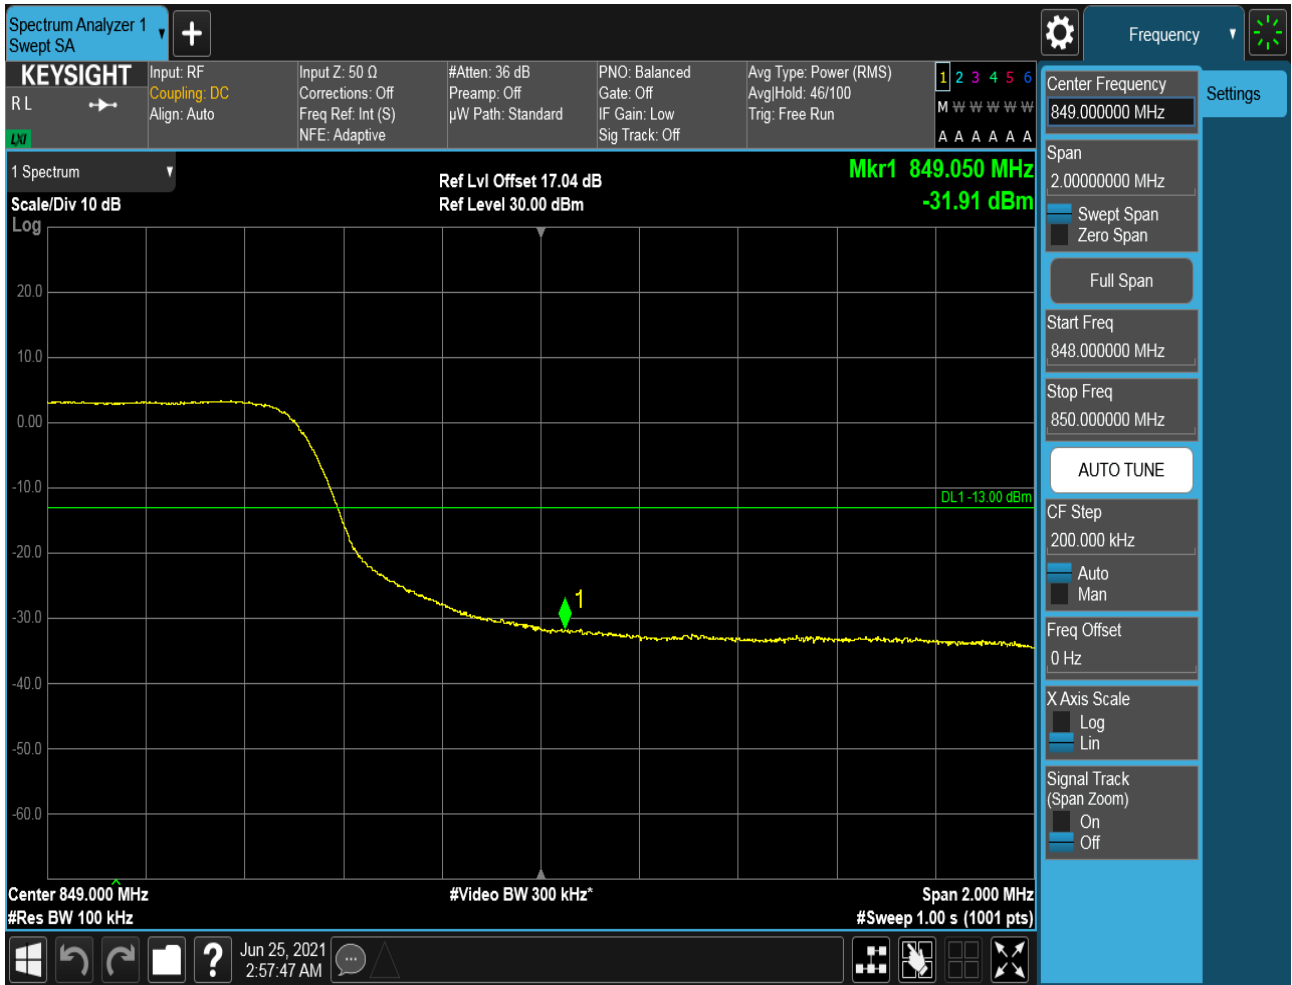 Spectrum Analyzer 1
Swept SA
Frequency
KEYSIGHT
R L
LXI
Input: RF
Coupling: DC
Align: Auto
Input Z: 50 Ω
Corrections: Off
Freq Ref: Int (S)
NFE: Adaptive
#Atten: 36 dB
Preamp: Off
µW Path: Standard
PNO: Balanced
Gate: Off
IF Gain: Low
Sig Track: Off
Avg Type: Power (RMS)
Avg|Hold: 46/100
Trig: Free Run
1 2 3 4 5 6
M W W W W W
A A A A A A
1 Spectrum
Scale/Div 10 dB
Log
Ref Lvl Offset 17.04 dB
Ref Level 30.00 dBm
Mkr1 849.050 MHz
-31.91 dBm
20.0
10.0
0.00
-10.0
DL1 -13.00 dBm
-20.0
1
-30.0
-40.0
-50.0
-60.0
Center 849.000 MHz
#Res BW 100 kHz
#Video BW 300 kHz*
Span 2.000 MHz
#Sweep 1.00 s (1001 pts)
Center Frequency
849.000000 MHz
Settings
Span
2.00000000 MHz
Swept Span
Zero Span
Full Span
Start Freq
848.000000 MHz
Stop Freq
850.000000 MHz
AUTO TUNE
CF Step
200.000 kHz
Auto
Man
Freq Offset
0 Hz
X Axis Scale
Log
Lin
Signal Track
(Span Zoom)
On
Off
?
Jun 25, 2021
2:57:47 AM